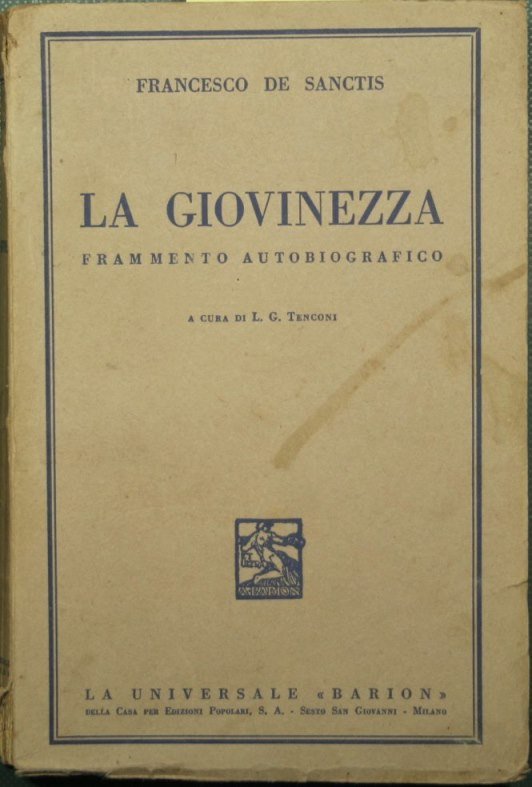 FRANCESCO DE SANCTIS
LA GIOVINEZZA
FRAMMENTO AUTOBIOGRAFICO
A CURA DI L. G. TENCONI
LA UNIVERSALE «BARION»
DELLA CASA PER EDIZIONI POPOLARI, S. A. - SESTO SAN GIOVANNI - MILANO